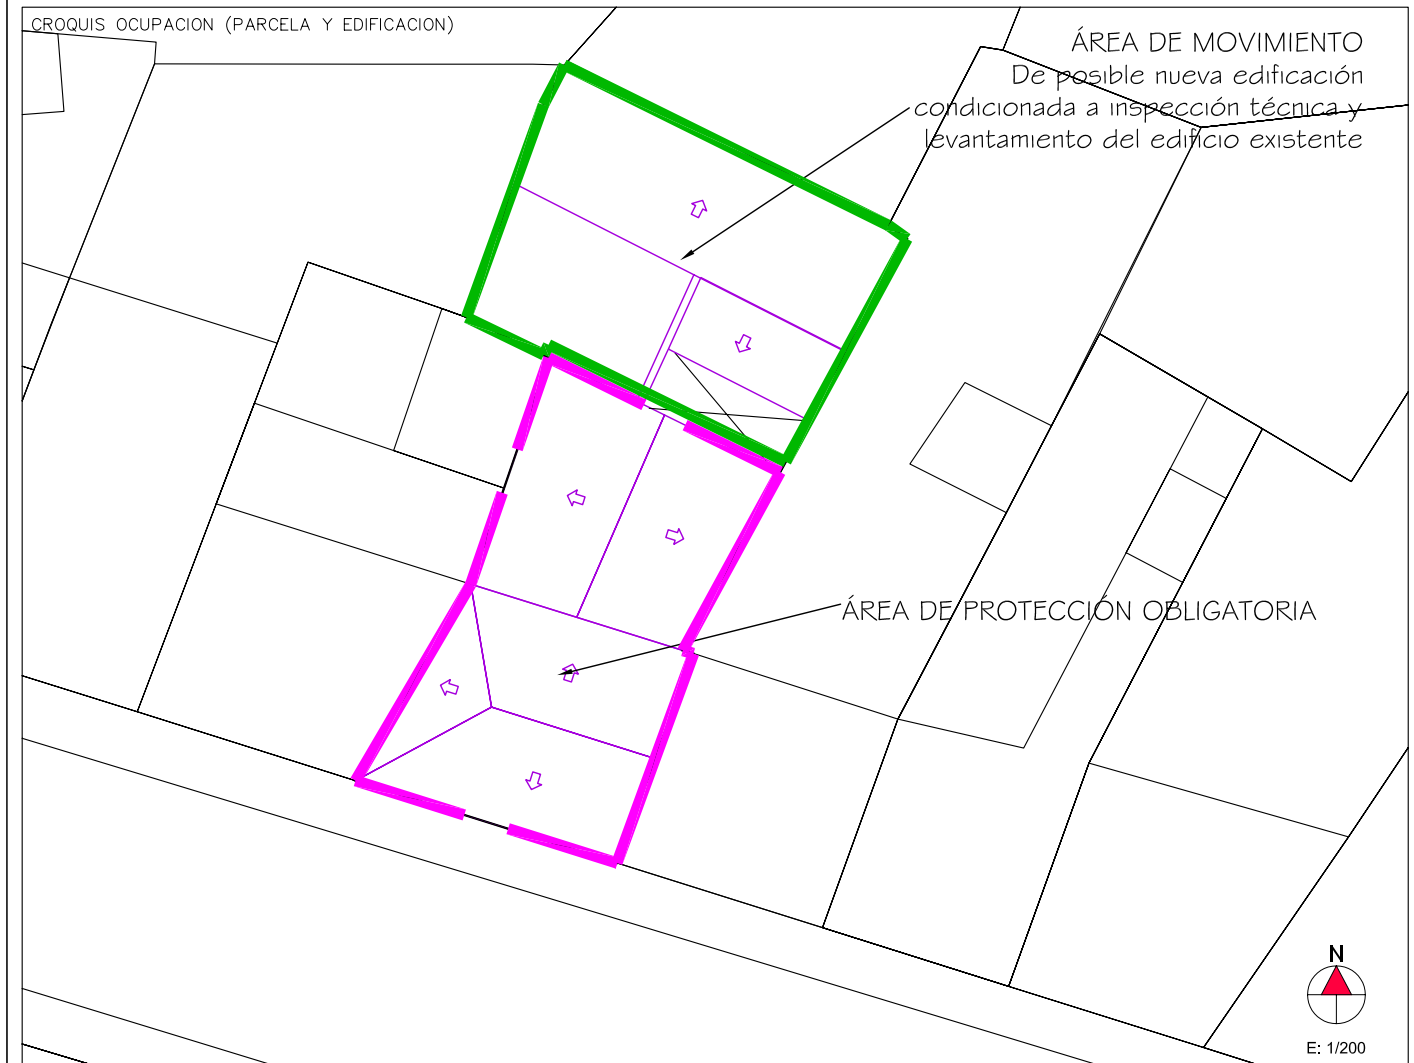 CROQUIS OCUPACION (PARCELA Y EDIFICACION)
ÁREA DE MOVIMIENTO
De posible nueva edificación
condicionada a inspección técnica y
levantamiento del edificio existente
ÁREA DE PROTECCIÓN OBLIGATORIA
N
E: 1/200